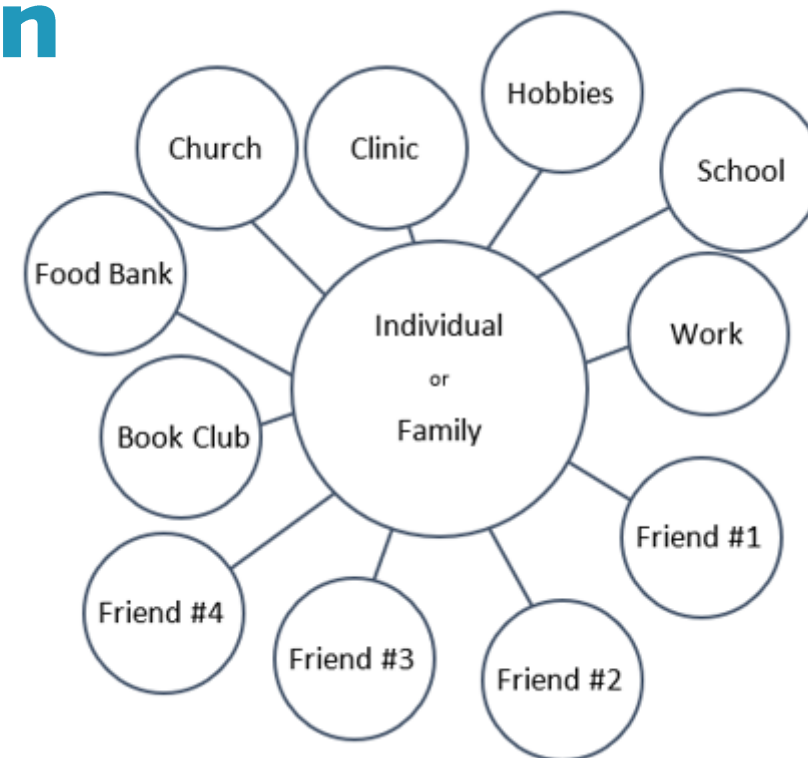 n
Hobbies
Church
Clinic
School
Food Bank
Individual
or
Family
Work
Book Club
Friend #1
Friend #4
Friend #3
Friend #2